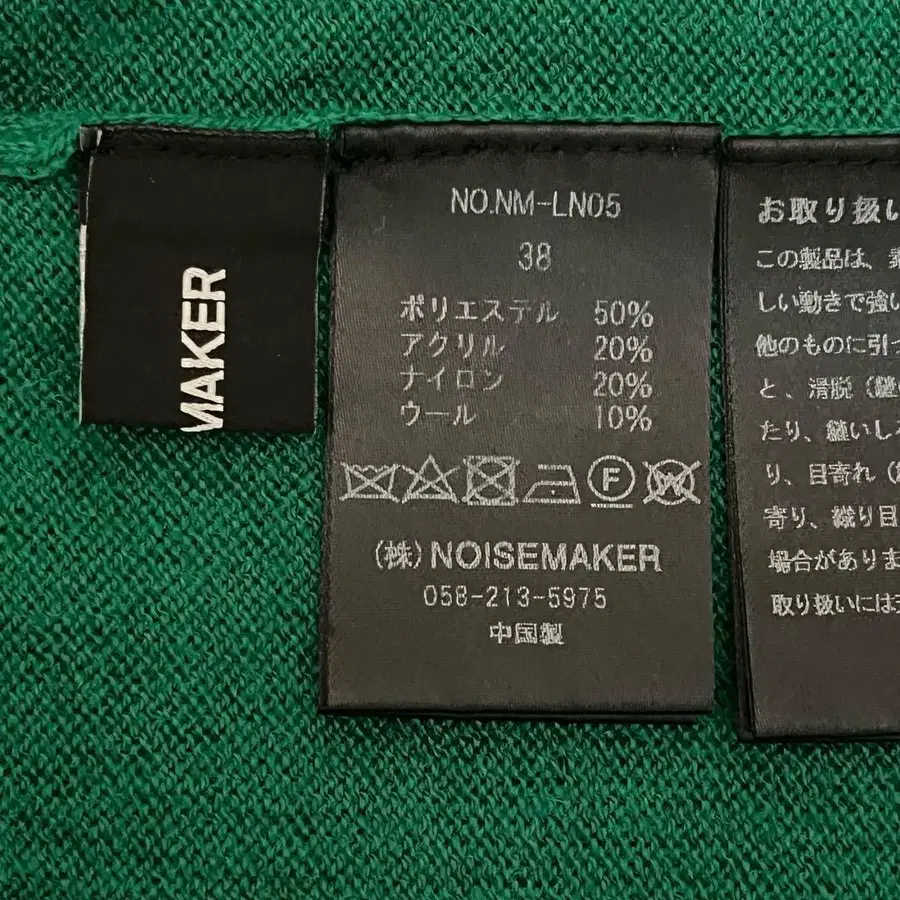 MAKER
NO.NM-LN05
38
ポリエステル 50%
アクリル 20%
ナイロン 20%
ウール 10%
F
W
(株) NOISEMAKER
058-213-5975
中国製
お取り扱い
この製品は、
しい動きで強い
他のものに引っ
と、滑脱（縫
たり、縫いしろ
り、目寄れ（
寄り、織り目
場合がありま
取り扱いには